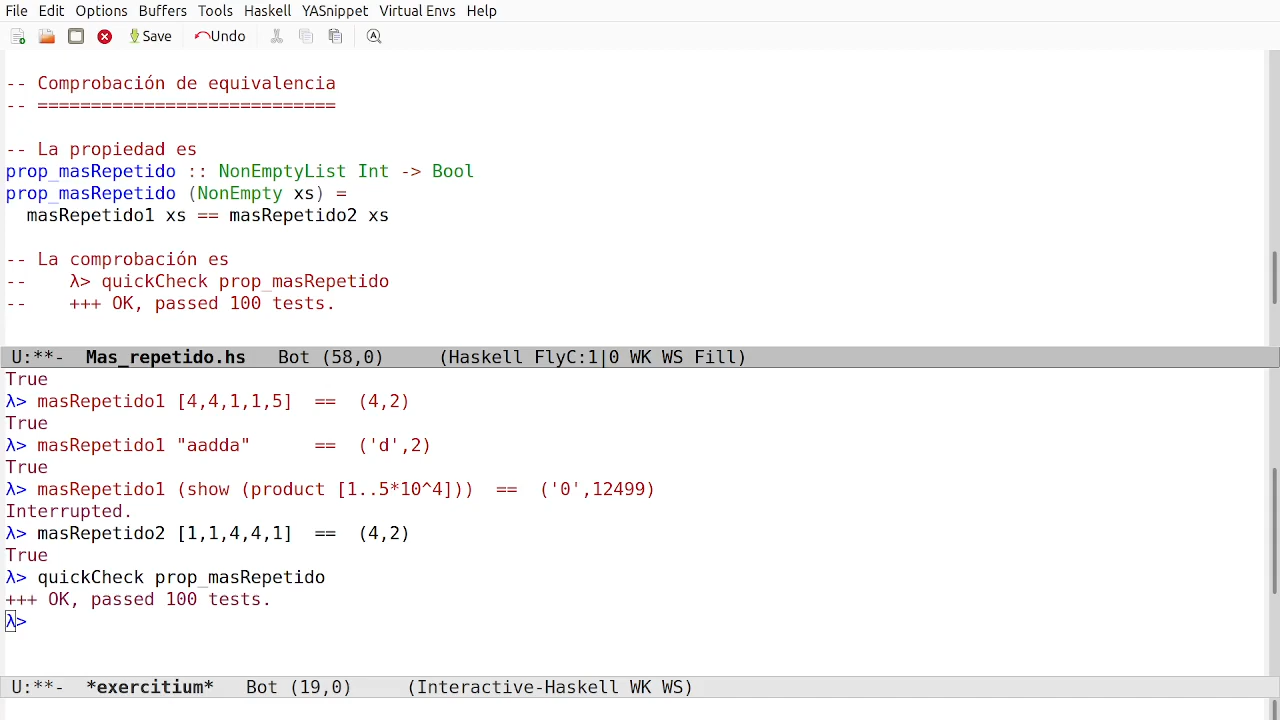 File Edit Options Buffers Tools Haskell YASnippet Virtual Envs Help
Save Undo
-- Comprobación de equivalencia
-- ============================
-- La propiedad es
prop_masRepetido :: NonEmptyList Int -> Bool
prop_masRepetido (NonEmpty xs) =
  masRepetido1 xs == masRepetido2 xs
-- La comprobación es
--    λ> quickCheck prop_masRepetido
--    +++ OK, passed 100 tests.
U:**-  Mas_repetido.hs   Bot (58,0)     (Haskell FlyC:1|0 WK WS Fill)
True
λ> masRepetido1 [4,4,1,1,5]  ==  (4,2)
True
λ> masRepetido1 "aadda"      ==  ('d',2)
True
λ> masRepetido1 (show (product [1..5*10^4]))  ==  ('0',12499)
Interrupted.
λ> masRepetido2 [1,1,4,4,1]  ==  (4,2)
True
λ> quickCheck prop_masRepetido
+++ OK, passed 100 tests.
λ>
U:**-  *exercitium*   Bot (19,0)     (Interactive-Haskell WK WS)